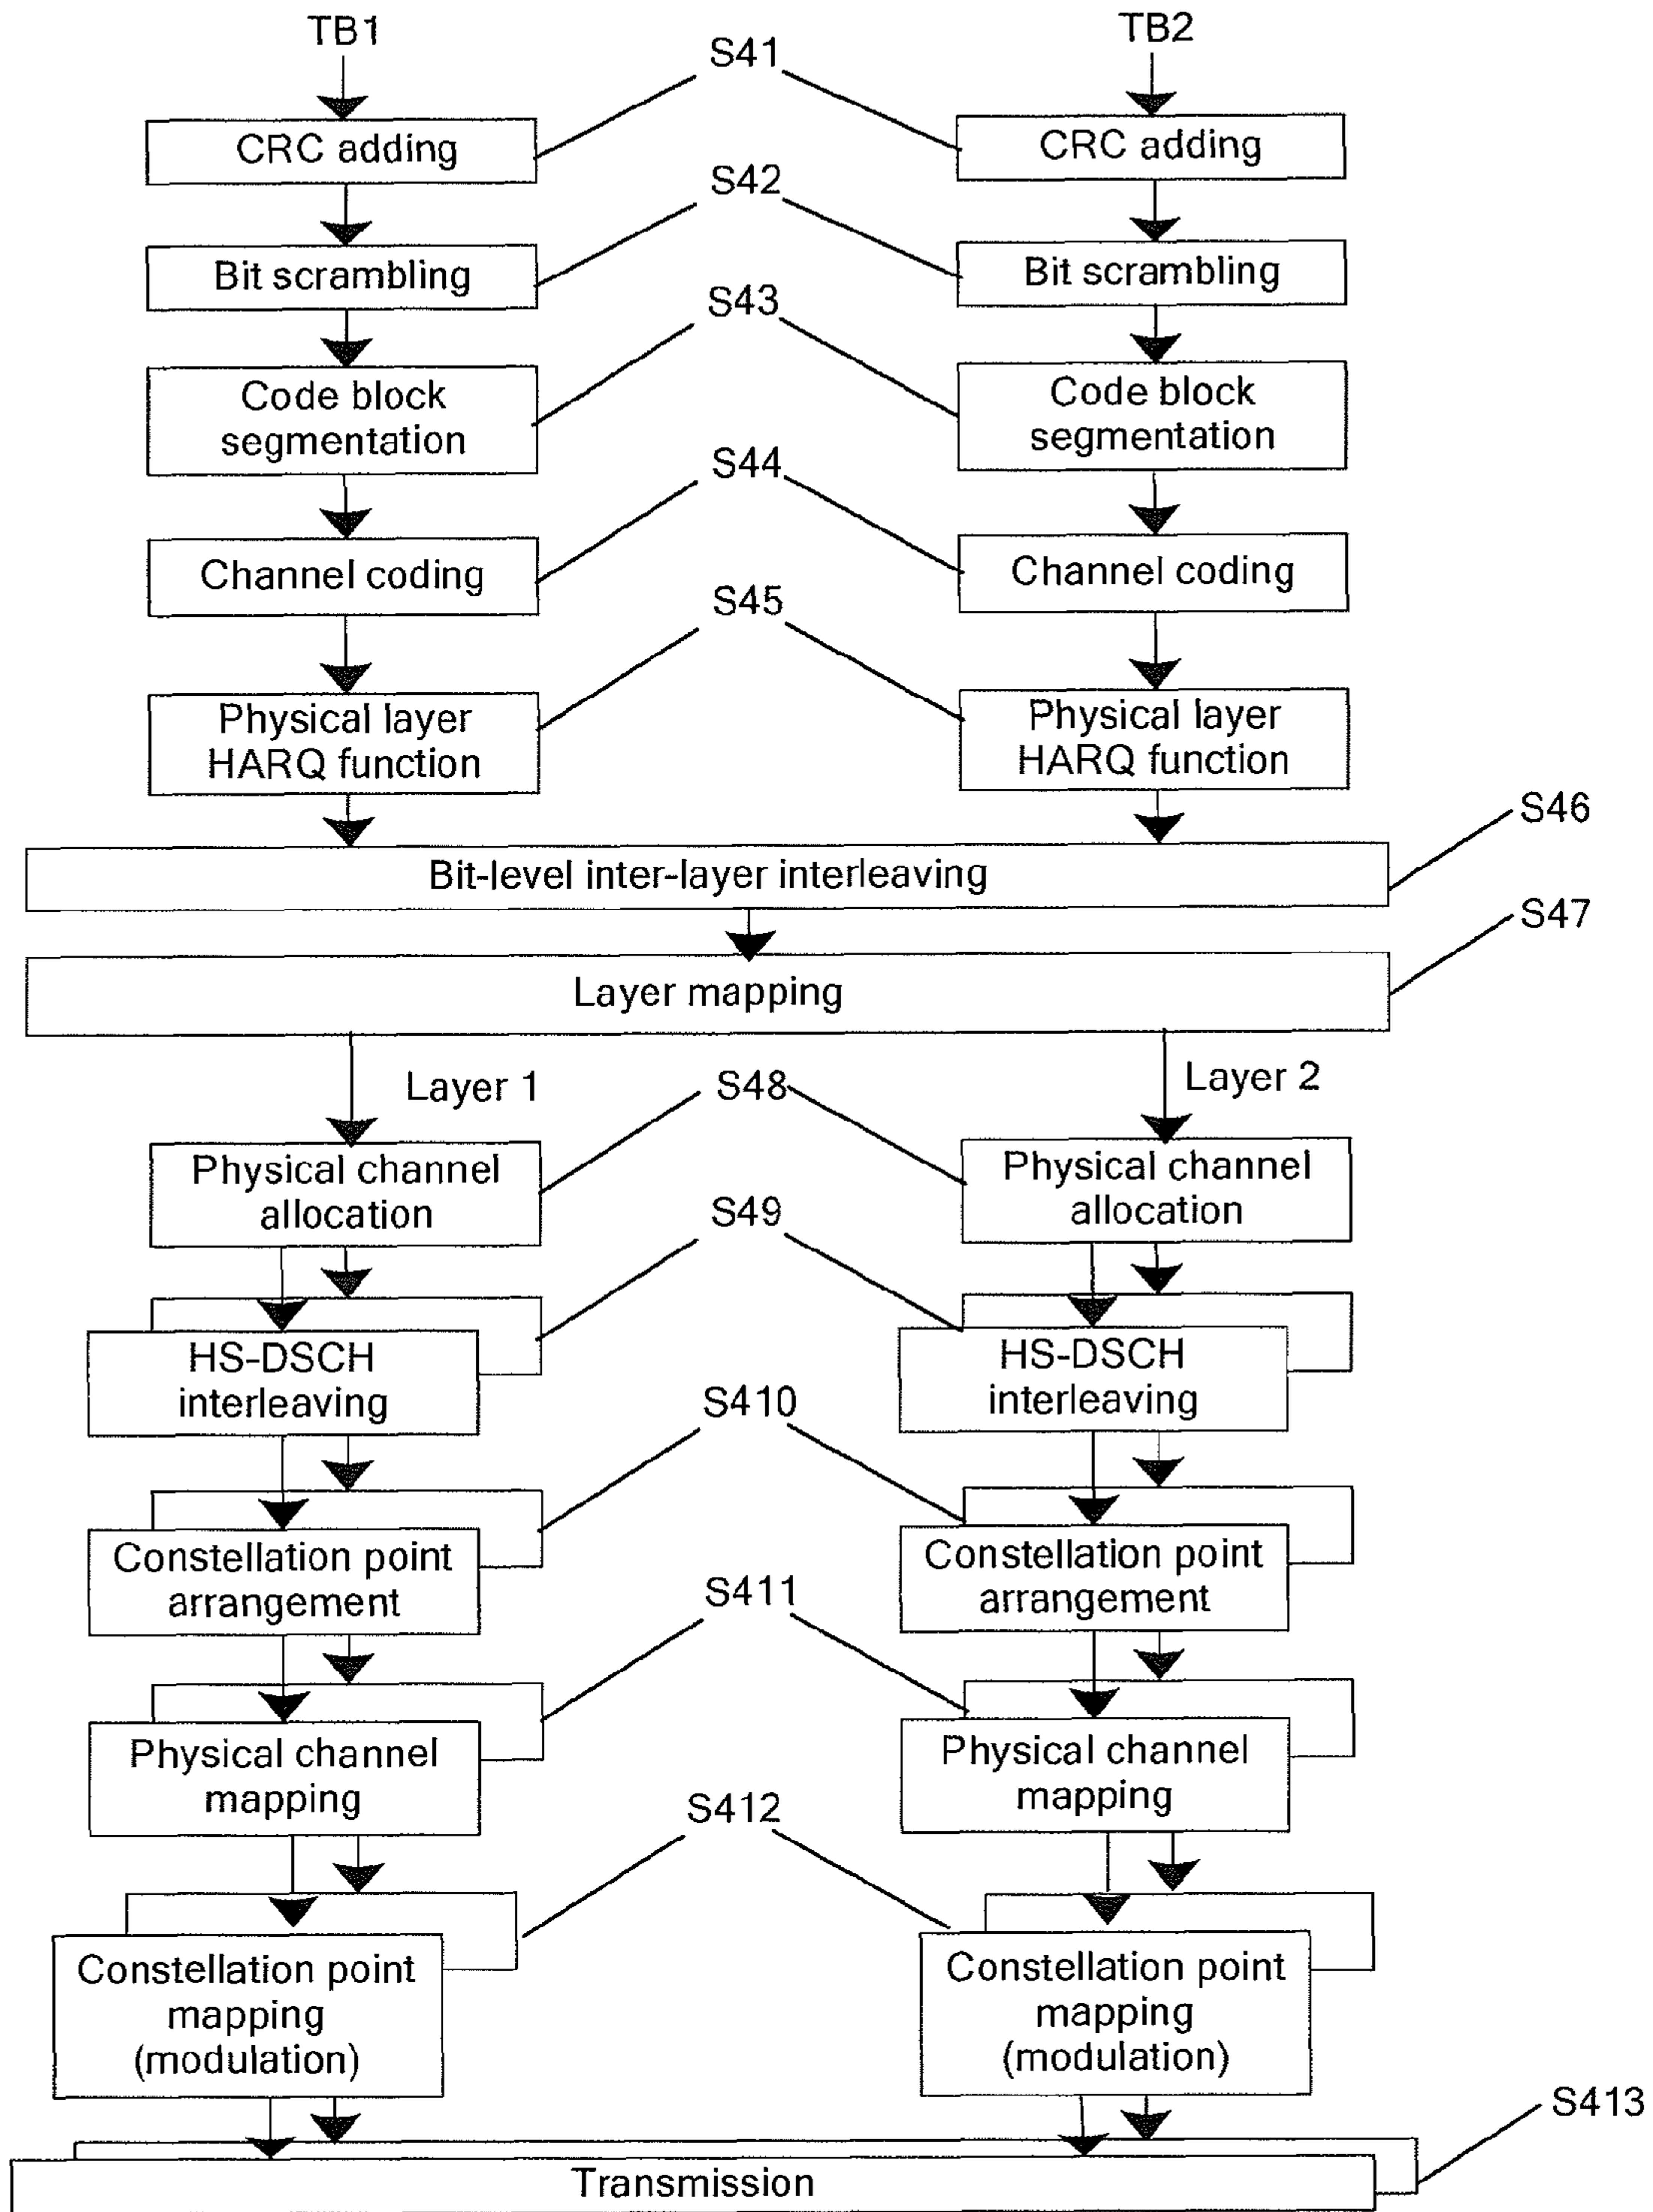 TB1
TB2
S41
CRC adding
CRC adding
S42
Bit scrambling
Bit scrambling
S43
Code block
segmentation
Code block
segmentation
S44
Channel coding
Channel coding
S45
Physical layer
HARQ function
Physical layer
HARQ function
S46
Bit-level inter-layer interleaving
S47
Layer mapping
Layer 1
S48
Layer 2
Physical channel
allocation
Physical channel
allocation
S49
HS-DSCH
interleaving
HS-DSCH
interleaving
S410
Constellation point
arrangement
Constellation point
arrangement
S411
Physical channel
mapping
Physical channel
mapping
S412
Constellation point
mapping
(modulation)
Constellation point
mapping
(modulation)
S413
Transmission